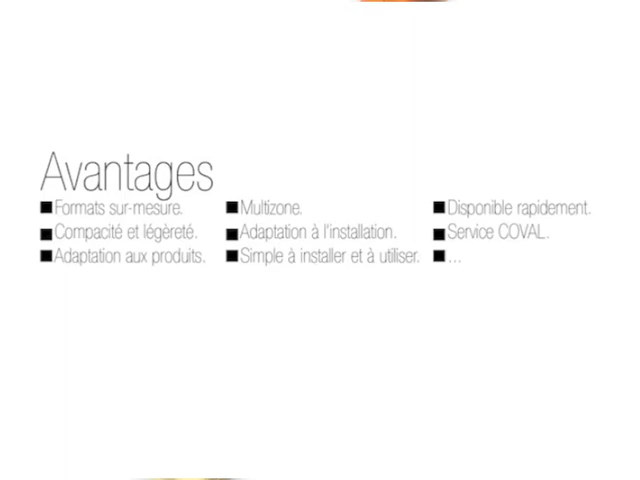 Avantages
Formats sur-mesure.
Compacité et légèreté.
Adaptation aux produits.
Multizone.
Adaptation à l'installation.
Simple à installer et à utiliser.
Disponible rapidement.
Service COVAL.
...